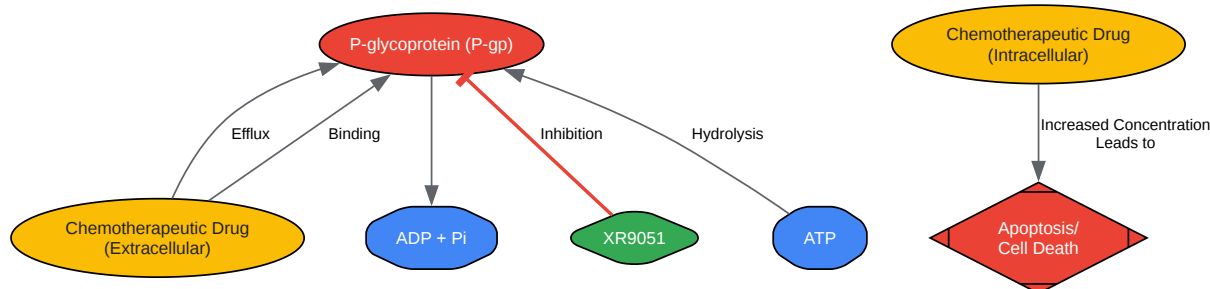 P-glycoprotein (P-gp)
Chemotherapeutic Drug
(Intracellular)
Efflux
Binding
Inhibition
Hydrolysis
Increased Concentration
Leads to
Chemotherapeutic Drug
(Extracellular)
ADP + Pi
XR9051
ATP
Apoptosis/
Cell Death